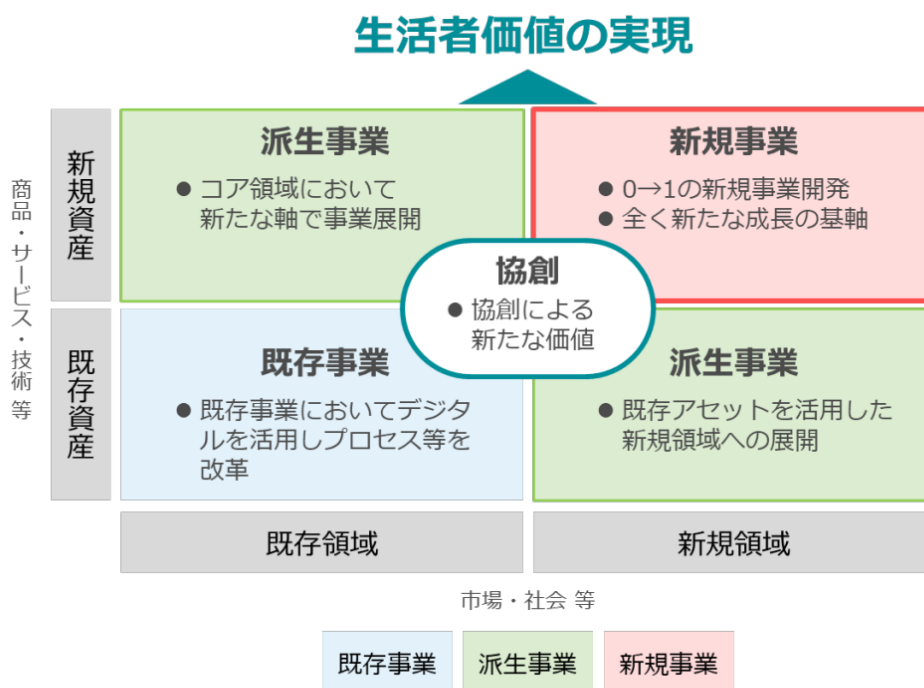 生活者価値の実現
商品・サービス・技術 等
新規資産
派生事業
● コア領域において
新たな軸で事業展開
新規事業
● 0→1の新規事業開発
● 全く新たな成長の基軸
協創
● 協創による
新たな価値
既存資産
既存事業
● 既存事業においてデジタ
ルを活用しプロセス等を
改革
派生事業
● 既存アセットを活用した
新規領域への展開
既存領域
新規領域
市場・社会 等
既存事業
派生事業
新規事業